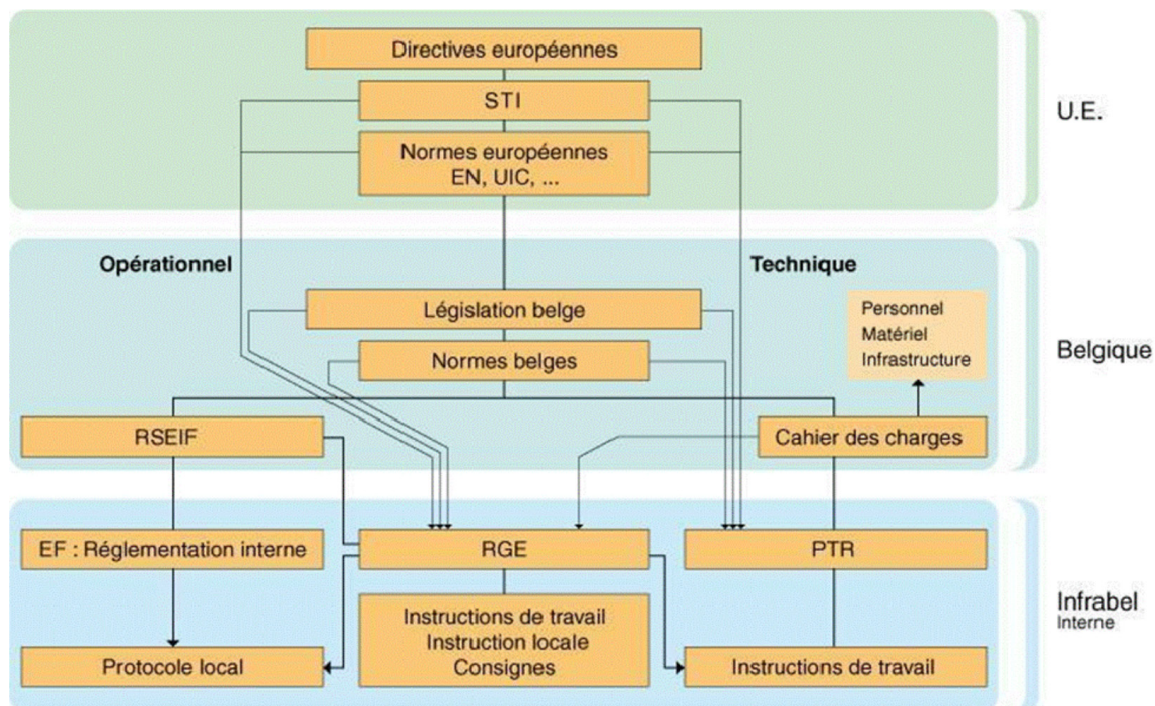 Directives européennes
STI
Normes européennes
EN, UIC, ...
U.E.
Opérationnel
Technique
Législation belge
Normes belges
Personnel
Matériel
Infrastructure
Belgique
RSEIF
Cahier des charges
EF : Réglementation interne
RGE
PTR
Instructions de travail
Instruction locale
Consignes
Infrabel
Interne
Protocole local
Instructions de travail